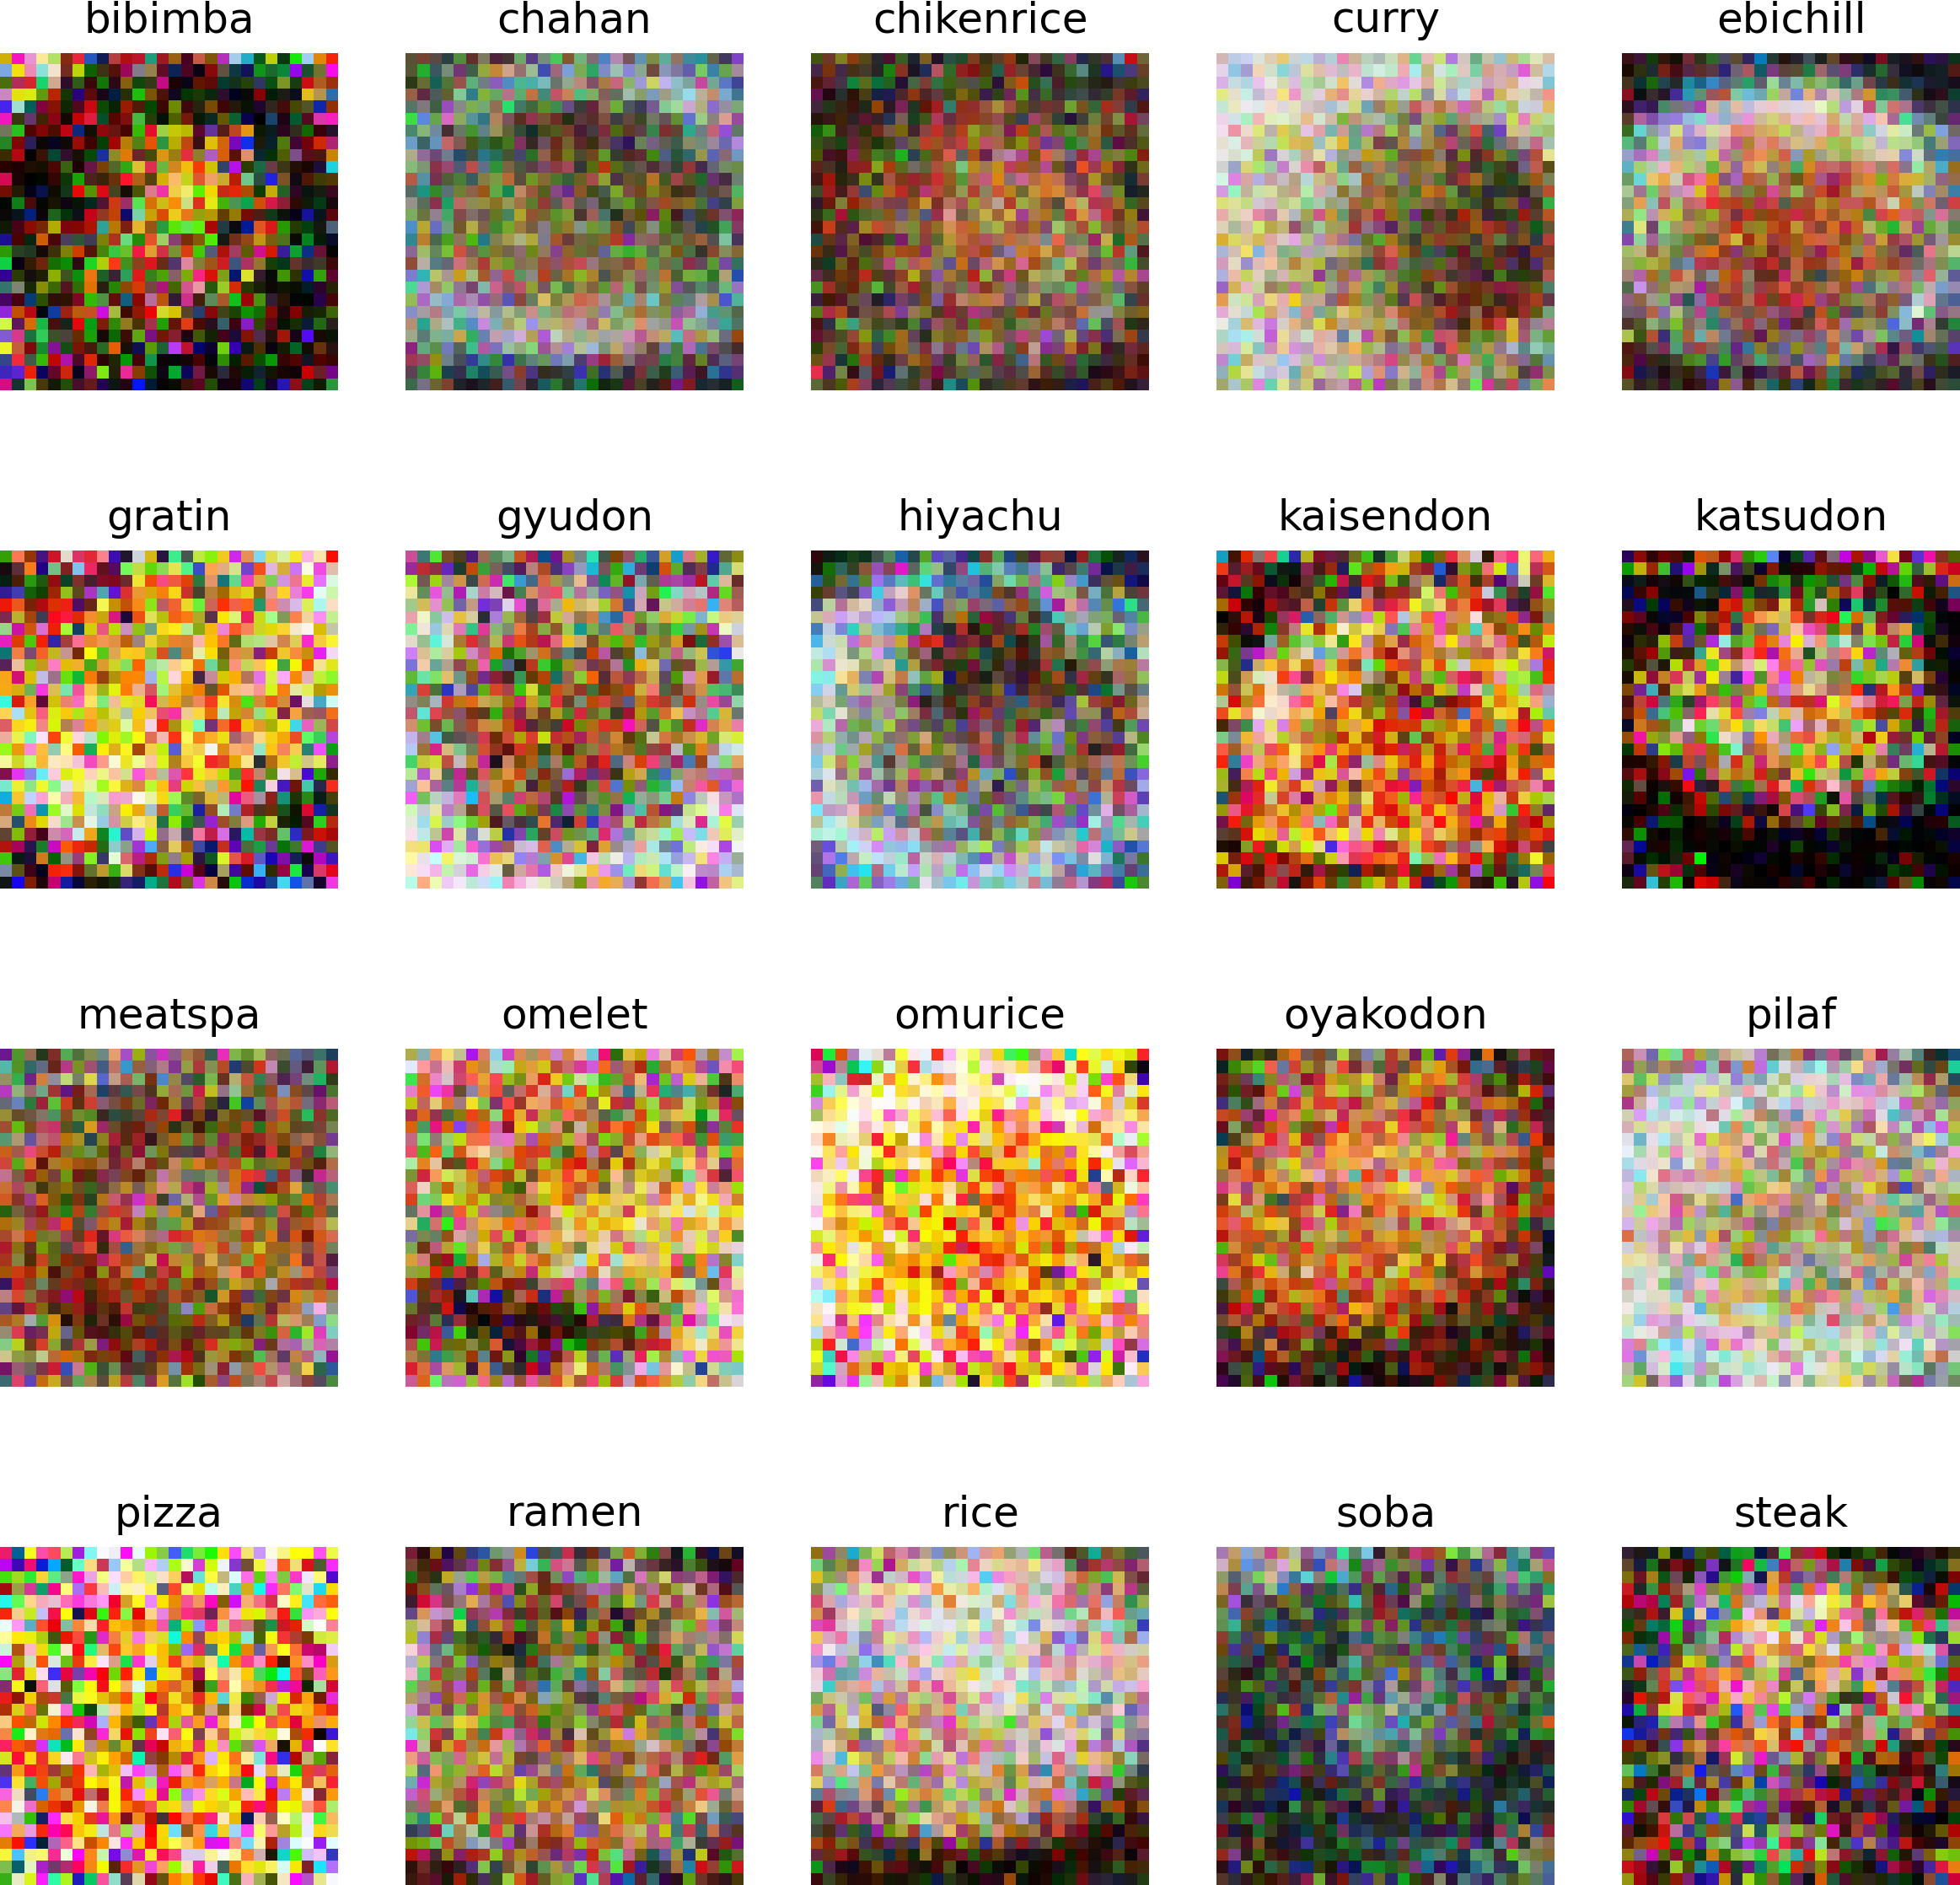 bibimba
chahan
chikenrice
curry
ebichill
gratin
gyudon
hiyachu
kaisendon
katsudon
meatspa
omelet
omurice
oyakodon
pilaf
pizza
ramen
rice
soba
steak